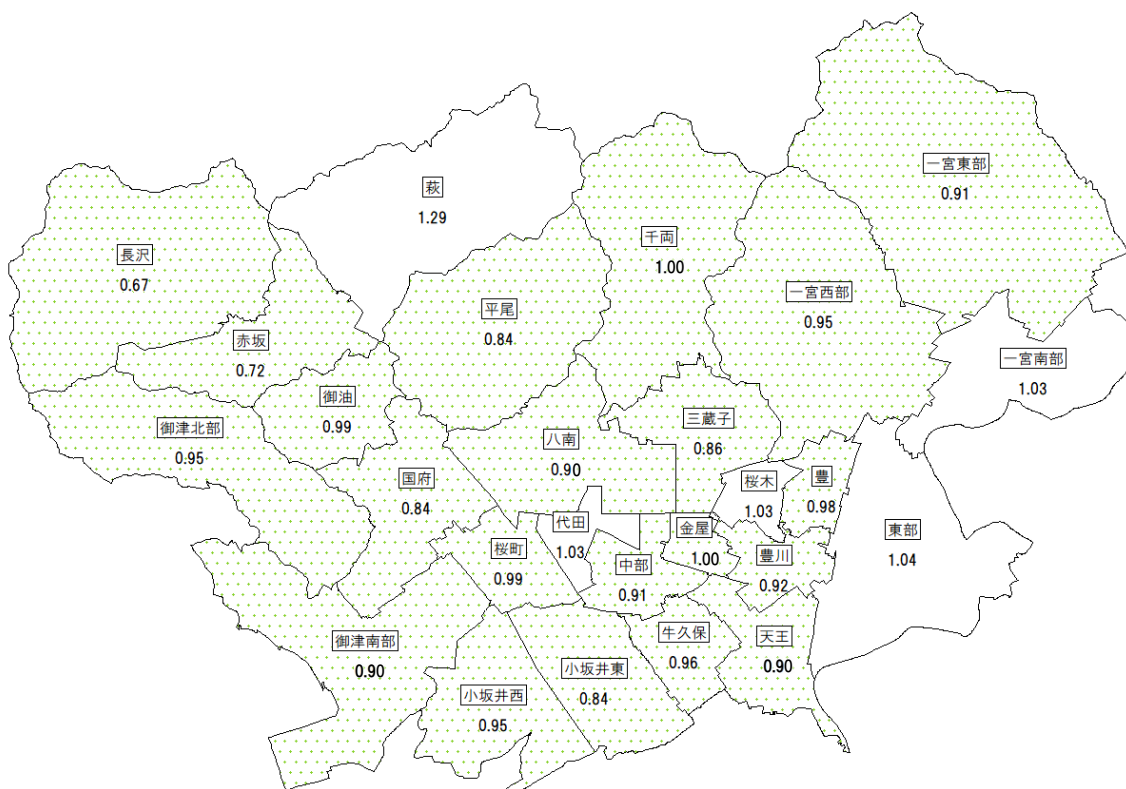 一宮東部
0.91
萩
1.29
千両
1.00
長沢
0.67
一宮西部
0.95
平尾
0.84
赤坂
0.72
一宮南部
1.03
御油
0.99
三蔵子
0.86
御津北部
0.95
八南
0.90
国府
0.84
桜木
1.03
豊
0.98
代田
1.03
金屋
1.00
東部
1.04
桜町
0.99
中部
0.91
豊川
0.92
御津南部
0.90
牛久保
0.96
天王
0.90
小坂井東
0.84
小坂井西
0.95